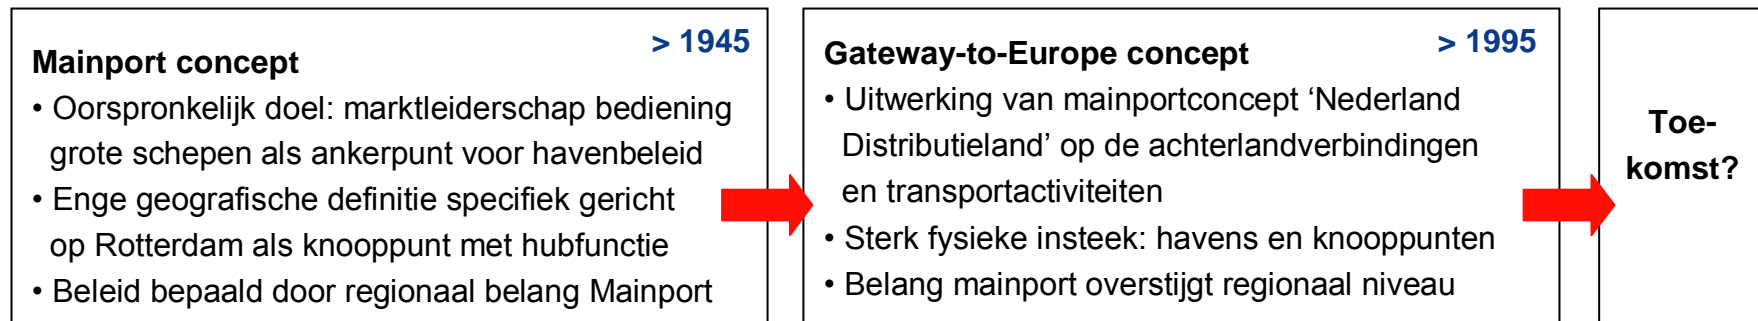 > 1945
Mainport concept
• Oorspronkelijk doel: marktleiderschap bediening
grote schepen als ankerpunt voor havenbeleid
• Enge geografische definitie specifiek gericht
op Rotterdam als knooppunt met hubfunctie
• Beleid bepaald door regionaal belang Mainport
> 1995
Gateway-to-Europe concept
• Uitwerking van mainportconcept ‘Nederland
Distributieland’ op de achterlandverbindingen
en transportactiviteiten
• Sterk fysieke insteek: havens en knooppunten
• Belang mainport overstijgt regionaal niveau
Toe-
komst?